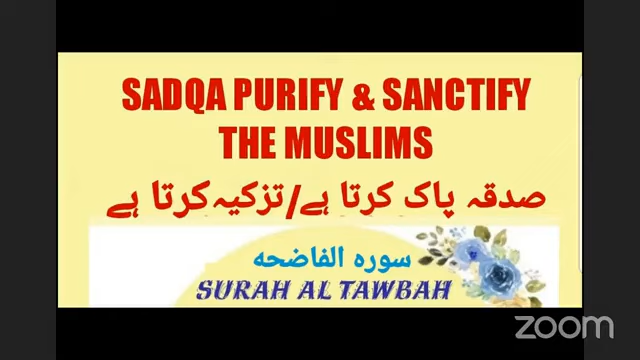 SADQA PURIFY & SANCTIFY
THE MUSLIMS
صدقہ پاک کرتا ہے/تزکیہ کرتا ہے
سورہ الفاضحه
SURAH AL TAWBAH
zoom